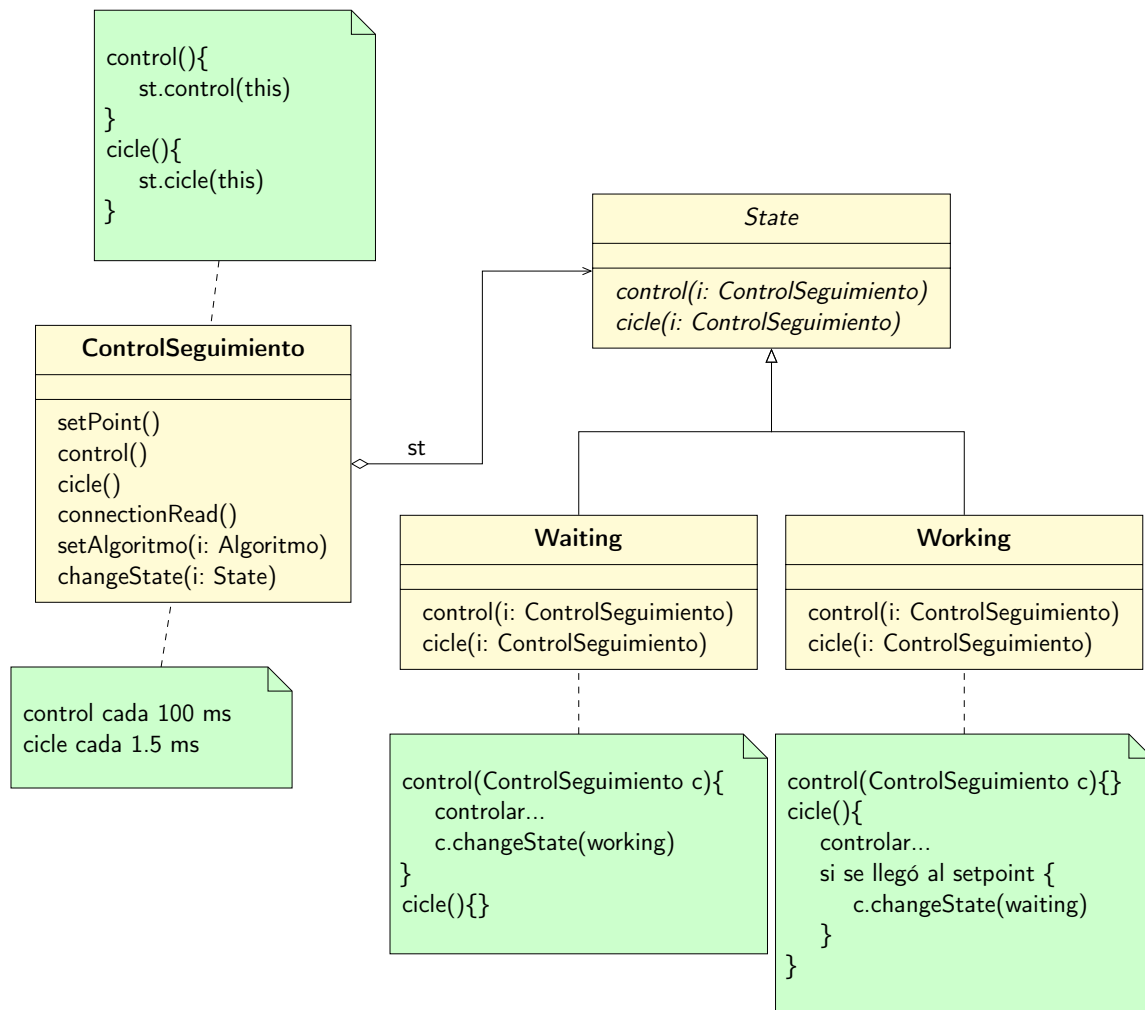 control(){
st.control(this)
}
cicle(){
st.cicle(this)
}
State
control(i: ControlSeguimiento)
cicle(i: ControlSeguimiento)
ControlSeguimiento
setPoint()
control()
cicle()
connectionRead()
setAlgoritmo(i: Algoritmo)
changeState(i: State)
st
Waiting
control(i: ControlSeguimiento)
cicle(i: ControlSeguimiento)
Working
control(i: ControlSeguimiento)
cicle(i: ControlSeguimiento)
control cada 100 ms
cicle cada 1.5 ms
control(ControlSeguimiento c){
controlar...
c.changeState(working)
}
cicle(){}
control(ControlSeguimiento c){}
cicle(){
controlar...
si se llegó al setpoint {
c.changeState(waiting)
}
}